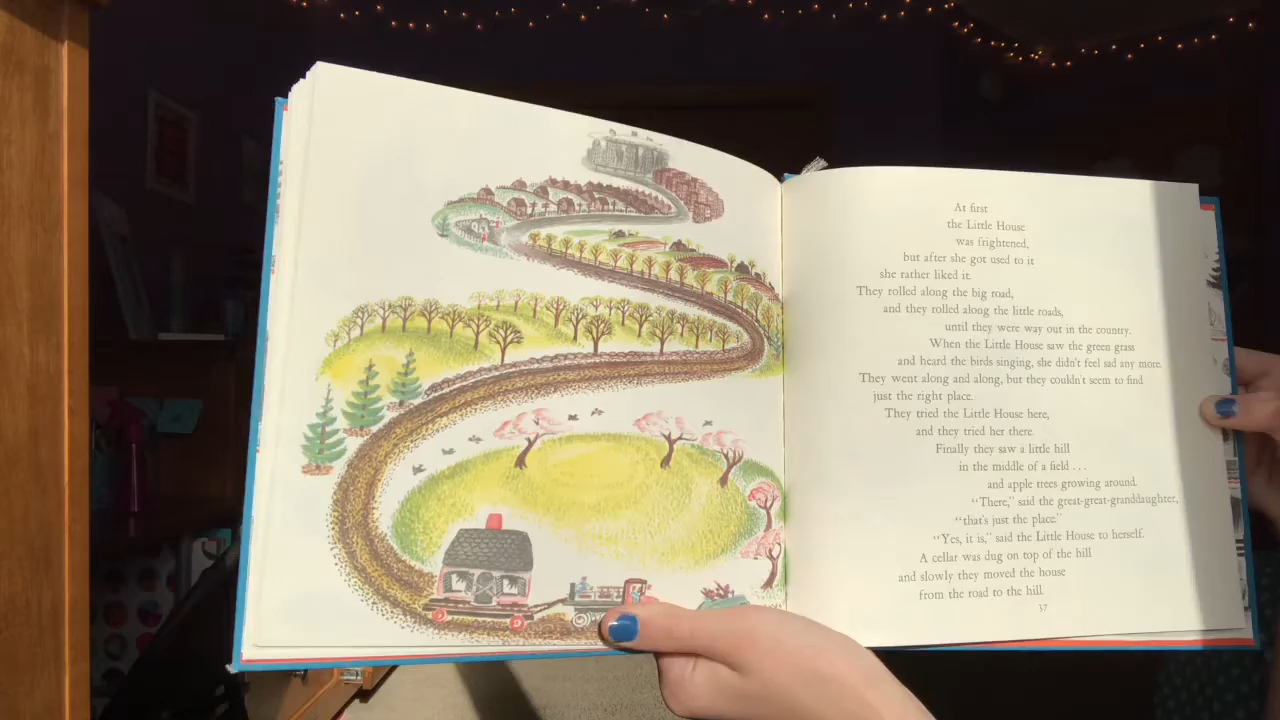 At first
the Little House
was frightened,
but after she got used to it
she rather liked it.
They rolled along the big road,
and they rolled along the little roads,
until they were way out in the country.
When the Little House saw the green grass
and heard the birds singing, she didn't feel sad any more.
They went along and along, but they couldn't seem to find
just the right place.
They tried the Little House here,
and they tried her there.
Finally they saw a little hill
in the middle of a field . . .
and apple trees growing around.
"There," said the great-great-granddaughter,
"that's just the place."
"Yes, it is," said the Little House to herself.
A cellar was dug on top of the hill
and slowly they moved the house
from the road to the hill.
37